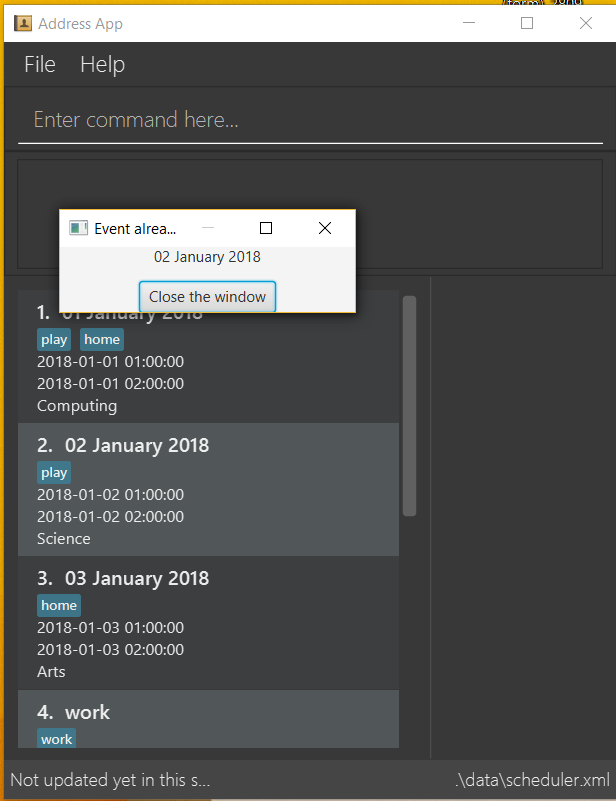 Address App
File Help
Enter command here...
Event alrea...
02 January 2018
Close the window
1. 01 January 2018
play home
2018-01-01 01:00:00
2018-01-01 02:00:00
Computing
2. 02 January 2018
play
2018-01-02 01:00:00
2018-01-02 02:00:00
Science
3. 03 January 2018
home
2018-01-03 01:00:00
2018-01-03 02:00:00
Arts
4. work
work
Not updated yet in this s... .\data\scheduler.xml